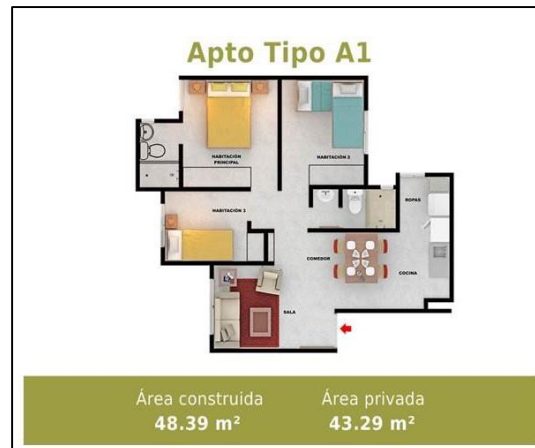 Apto Tipo A1
HABITACIÓN
PRINCIPAL
HABITACIÓN 2
ROPAS
HABITACIÓN 3
COMEDOR
COCINA
SALA
Área construida
48.39 m²
Área privada
43.29 m²